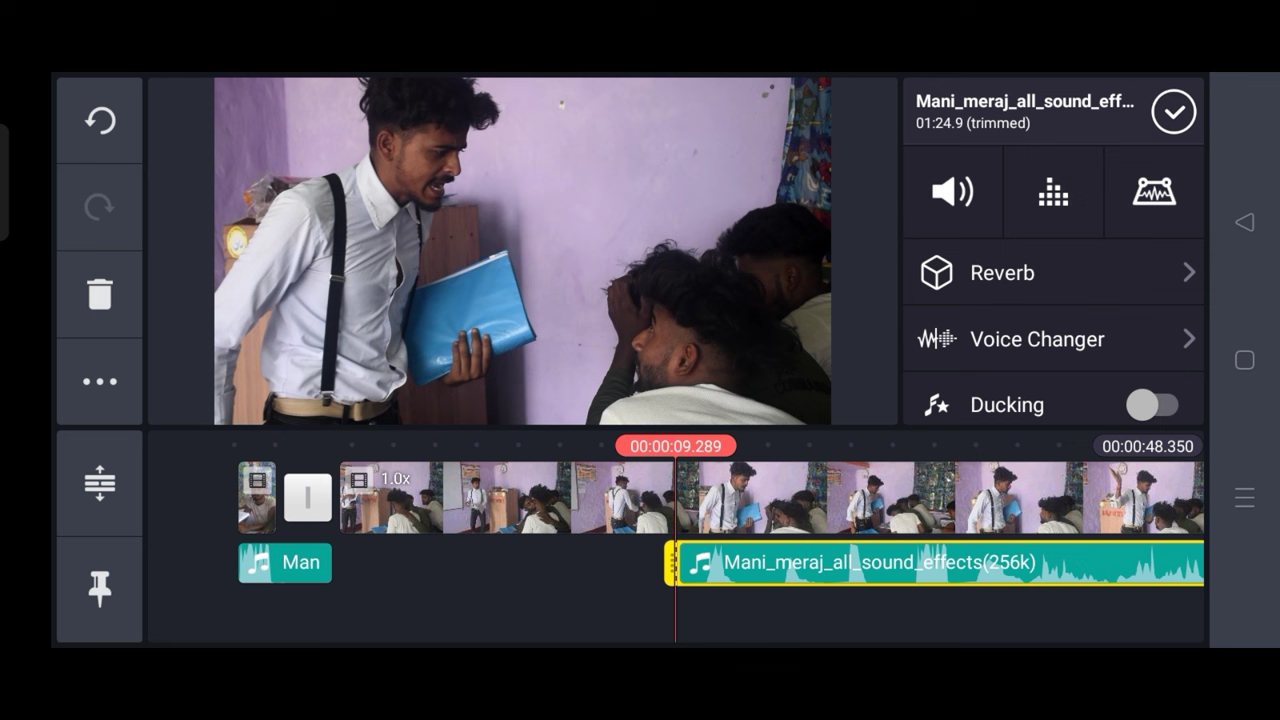 Mani_meraj_all_sound_eff...
01:24.9 (trimmed)
Reverb
Voice Changer
Ducking
00:00:09.289
00:00:48.350
1.0x
Man
Mani_meraj_all_sound_effects(256k)